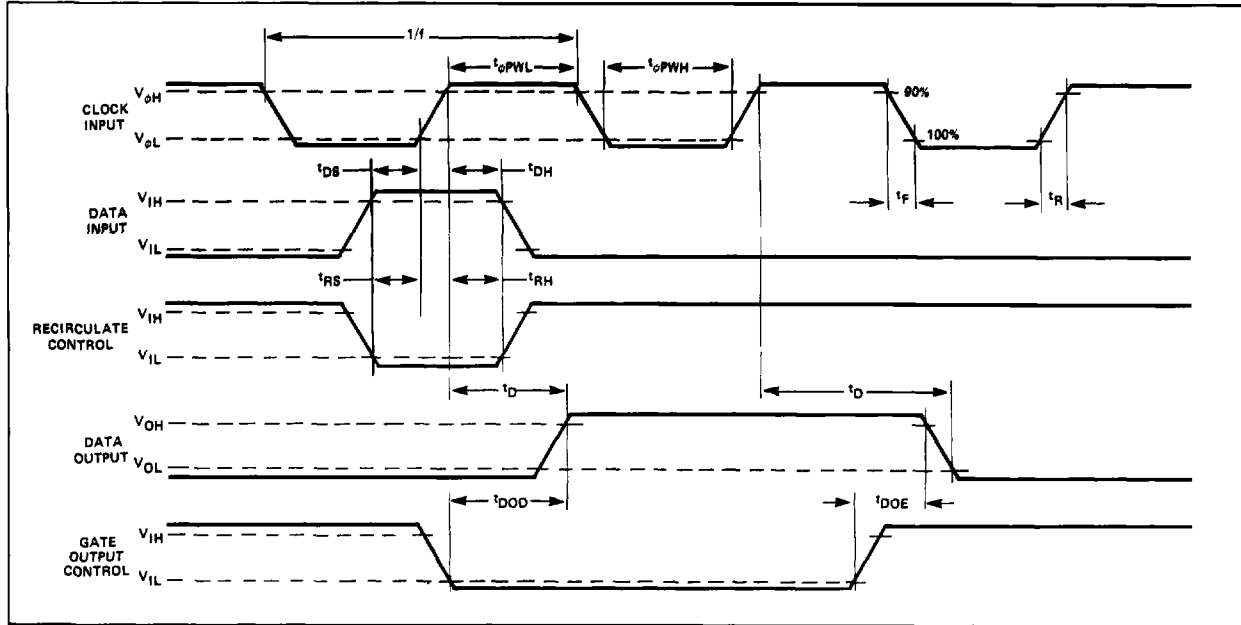 1/f
tφPWL
tφPWH
VφH
CLOCK
INPUT
VφL
90%
100%
tDS
tDH
tF
tR
VIH
DATA
INPUT
VIL
tRS
tRH
VIH
RECIRCULATE
CONTROL
VIL
tD
tD
VOH
DATA
OUTPUT
VOL
tDOD
tDOE
VIH
GATE
OUTPUT
CONTROL
VIL